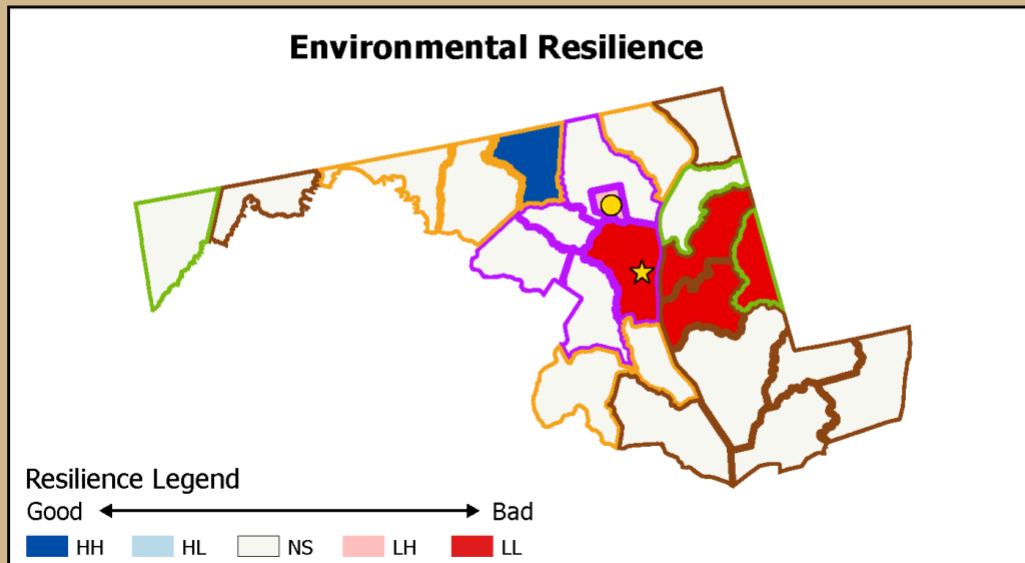 Environmental Resilience
Resilience Legend
Good Bad
HH HL NS LH LL